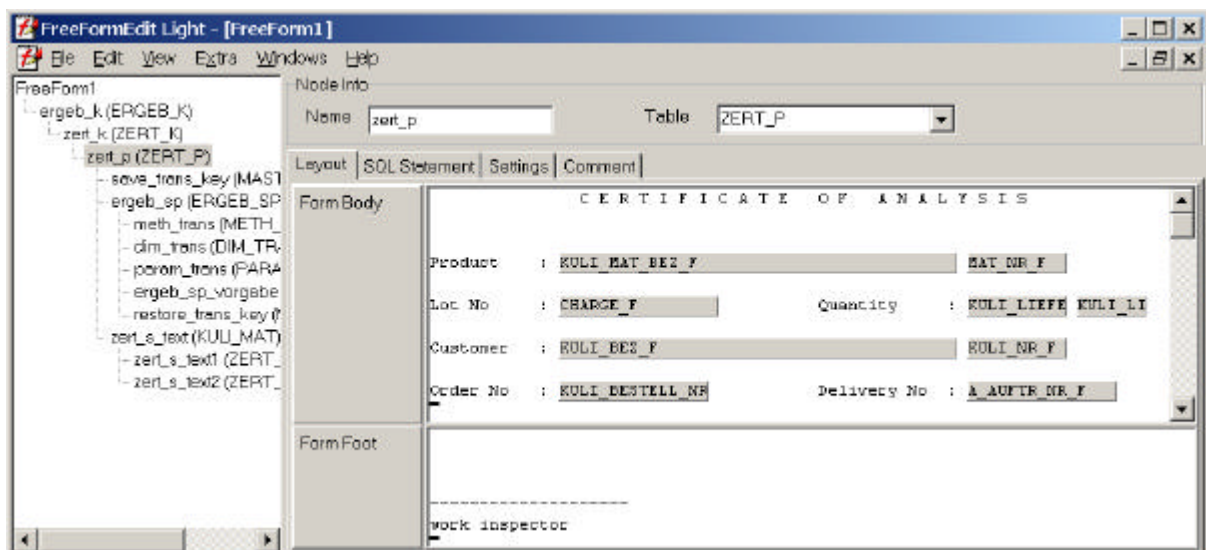 FreeFormEdit Light - [FreeForm1]
File Edit View Extra Windows Help
FreeForm1
ergeb_k (ERGEB_K)
zert_k (ZERT_K)
zert_p (ZERT_P)
save_trans_key (MAST
ergeb_sp (ERGEB_SP
meth_trans (METH_
dim_trans (DIM_TRA
param_trans (PARA
ergeb_sp_vorgabe
restore_trans_key (M
zert_s_text (KULI_MAT)
zert_s_text1 (ZERT_
zert_s_text2 (ZERT_
Node Info
Name zert_p Table ZERT_P
Layout SQL Statement Settings Comment
Form Body
C E R T I F I C A T E O F A N A L Y S I S
Product : KULI_MAT_BEZ_F MAT_NR_F
Lot No : CHARGE_F Quantity : KULI_LIEFE KULI_LI
Customer : KULI_BEZ_F KULI_NR_F
Order No : KULI_BESTELL_NR Delivery No : A_AUFTR_NR_F
Form Foot
--------------------
work inspector